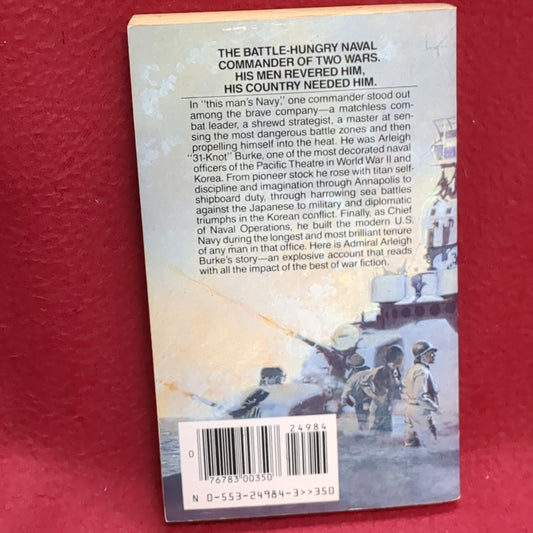 THE BATTLE-HUNGRY NAVAL
COMMANDER OF TWO WARS.
HIS MEN REVERED HIM,
HIS COUNTRY NEEDED HIM.
In "this man's Navy," one commander stood out
among the brave company—a matchless com-
bat leader, a shrewd strategist, a master at sen-
sing the most dangerous battle zones and then
propelling himself into the heat. He was Arleigh
"31-Knot" Burke, one of the most decorated naval
officers of the Pacific Theatre in World War II and
Korea. From pioneer stock he rose with titan self-
discipline and imagination through Annapolis to
shipboard duty, through harrowing sea battles
against the Japanese to military and diplomatic
triumphs in the Korean conflict. Finally, as Chief
of Naval Operations, he built the modern U.S.
Navy during the longest and most brilliant tenure
of any man in that office. Here is Admiral Arleigh
Burke's story—an explosive account that reads
with all the impact of the best of war fiction.
24984
0
76783 00350
N 0-553-24984-3>>350